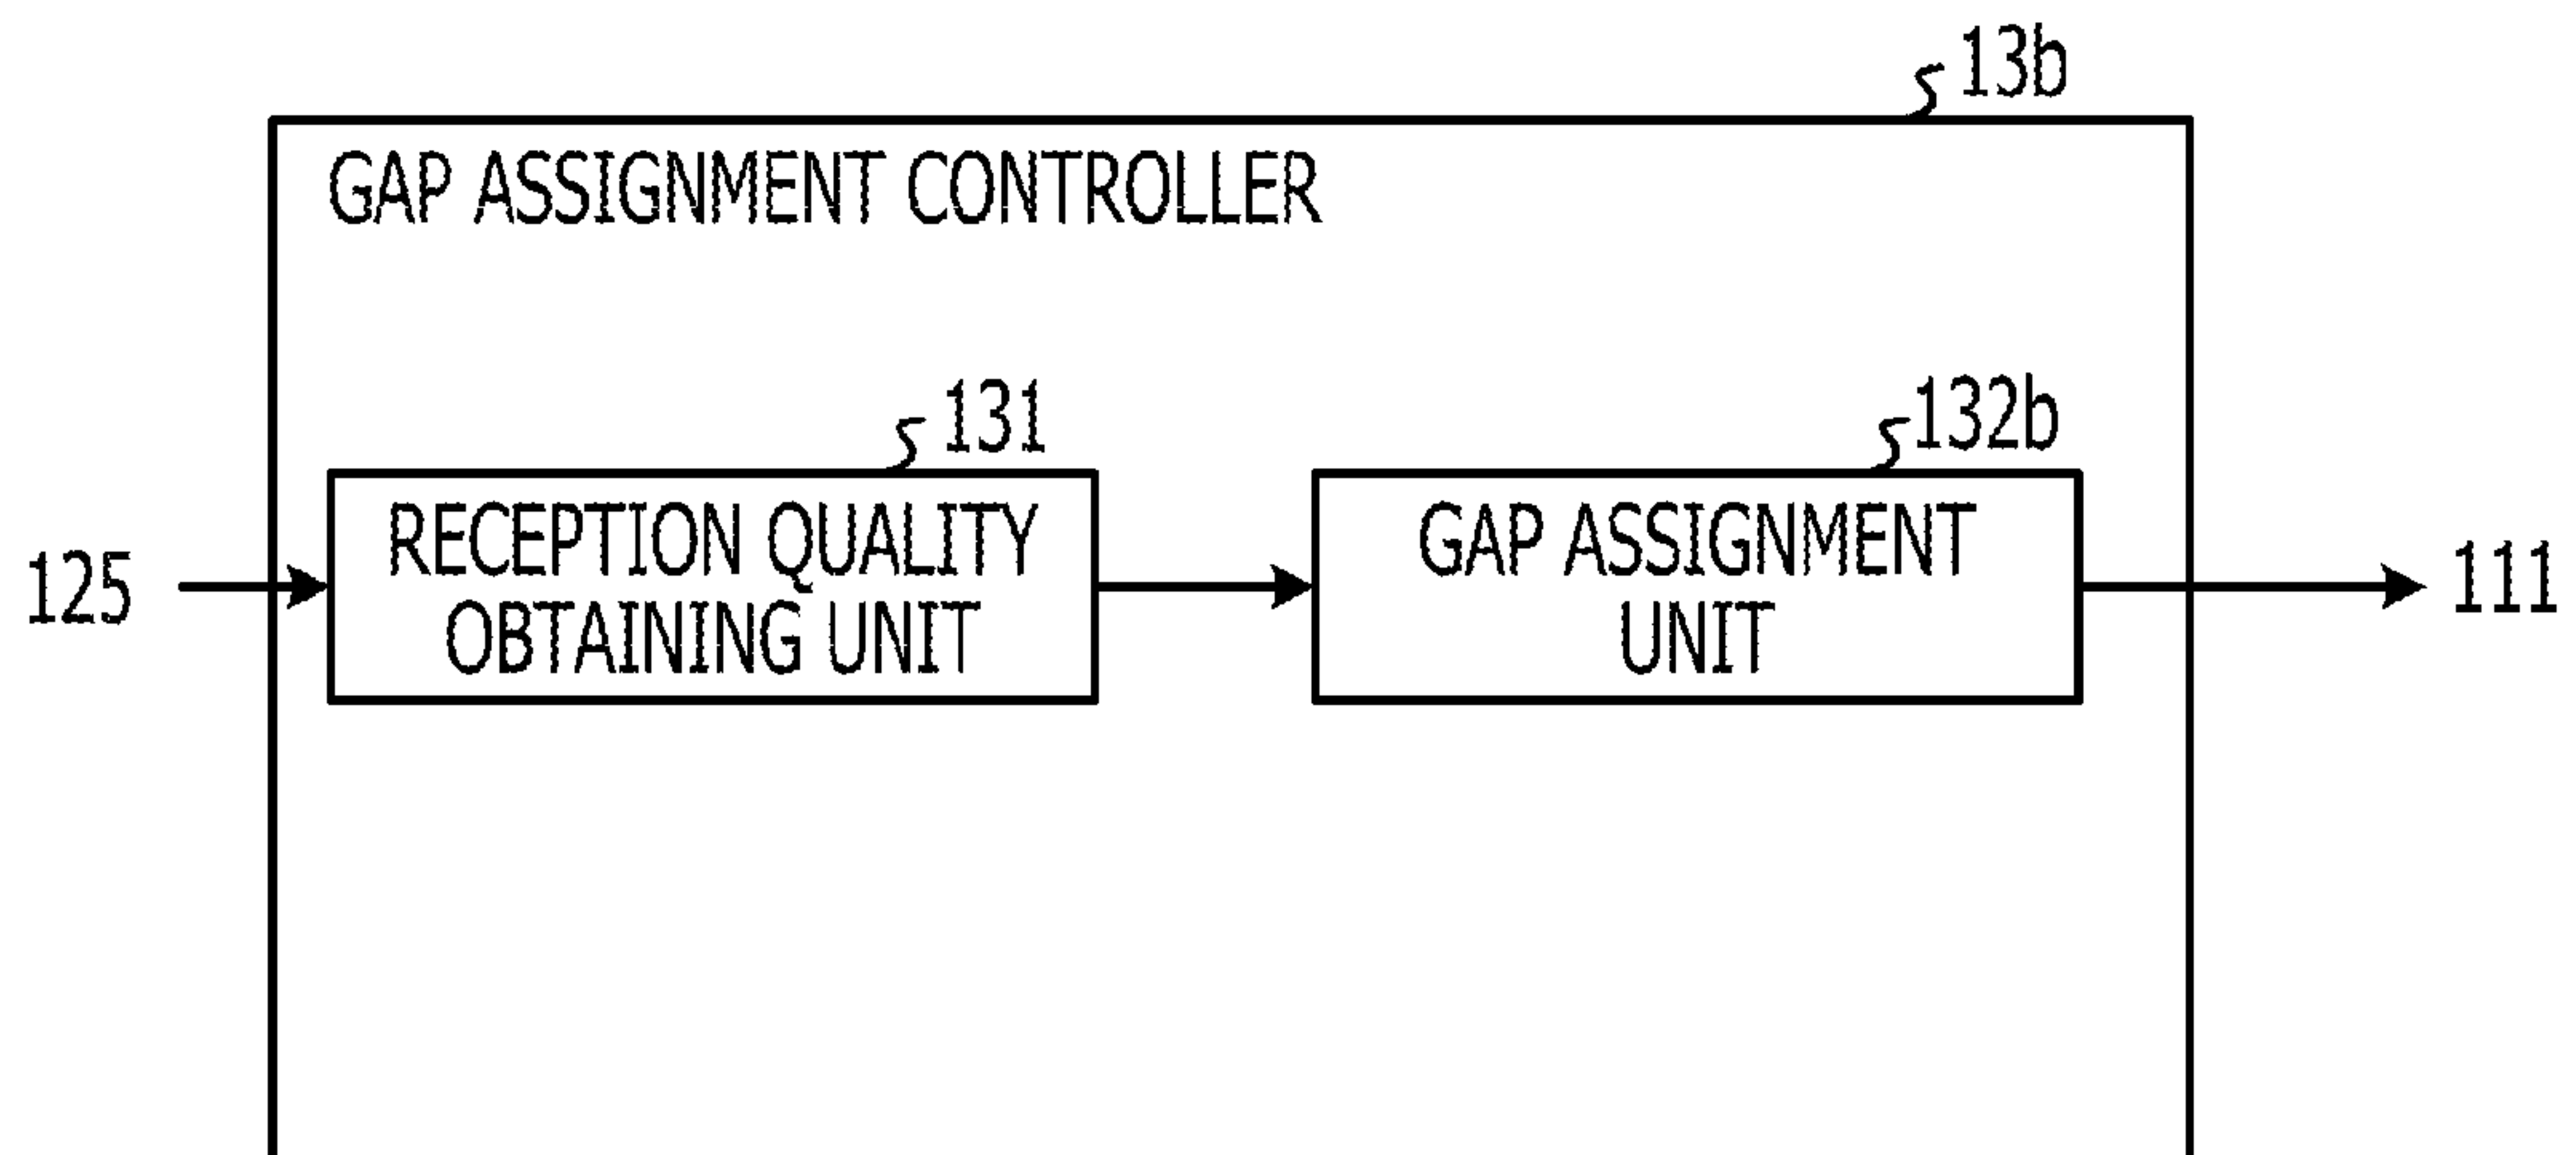 13b
GAP ASSIGNMENT CONTROLLER
131
132b
125
RECEPTION QUALITY
OBTAINING UNIT
GAP ASSIGNMENT
UNIT
111